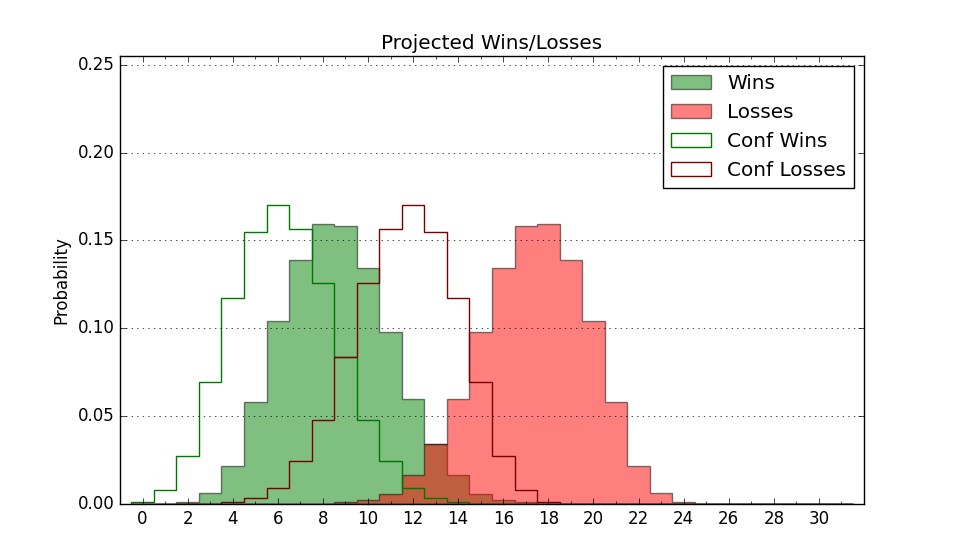 Projected Wins/Losses
0.25
0.20
0.15
0.10
0.05
0.00
Probability
Wins
Losses
Conf Wins
Conf Losses
0 2 4 6 8 10 12 14 16 18 20 22 24 26 28 30